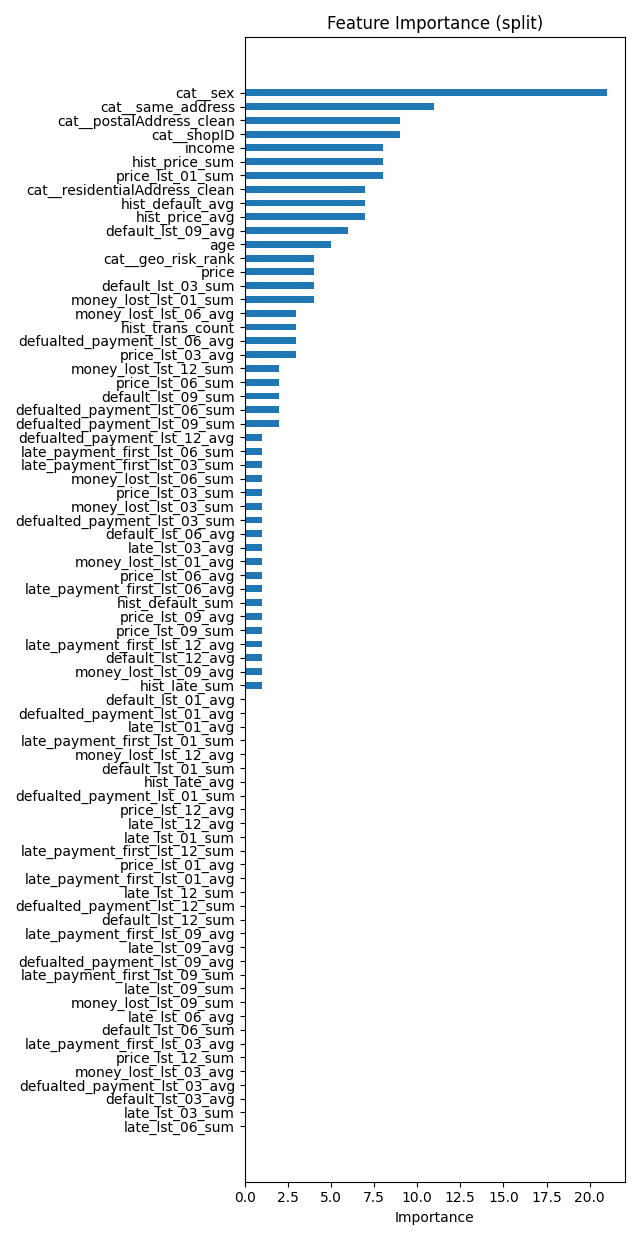 Feature Importance (split)
cat__sex
cat__same_address
cat__postalAddress_clean
cat__shopID
income
hist_price_sum
price_lst_01_sum
cat__residentialAddress_clean
hist_default_avg
hist_price_avg
default_lst_09_avg
age
cat__geo_risk_rank
price
default_lst_03_sum
money_lost_lst_01_sum
money_lost_lst_06_avg
hist_trans_count
defualted_payment_lst_06_avg
price_lst_03_avg
money_lost_lst_12_sum
price_lst_06_sum
default_lst_09_sum
defualted_payment_lst_06_sum
defualted_payment_lst_09_sum
defualted_payment_lst_12_avg
late_payment_first_lst_06_sum
late_payment_first_lst_03_sum
money_lost_lst_06_sum
price_lst_03_sum
money_lost_lst_03_sum
defualted_payment_lst_03_sum
default_lst_06_avg
late_lst_03_avg
money_lost_lst_01_avg
price_lst_06_avg
late_payment_first_lst_06_avg
hist_default_sum
price_lst_09_avg
price_lst_09_sum
late_payment_first_lst_12_avg
default_lst_12_avg
money_lost_lst_09_avg
hist_late_sum
default_lst_01_avg
defualted_payment_lst_01_avg
late_lst_01_avg
late_payment_first_lst_01_sum
money_lost_lst_12_avg
default_lst_01_sum
hist_late_avg
defualted_payment_lst_01_sum
price_lst_12_avg
late_lst_12_avg
late_lst_01_sum
late_payment_first_lst_12_sum
price_lst_01_avg
late_payment_first_lst_01_avg
late_lst_12_sum
defualted_payment_lst_12_sum
default_lst_12_sum
late_payment_first_lst_09_avg
late_lst_09_avg
defualted_payment_lst_09_avg
late_payment_first_lst_09_sum
late_lst_09_sum
money_lost_lst_09_sum
late_lst_06_avg
default_lst_06_sum
late_payment_first_lst_03_avg
price_lst_12_sum
money_lost_lst_03_avg
defualted_payment_lst_03_avg
default_lst_03_avg
late_lst_03_sum
late_lst_06_sum
0.0 2.5 5.0 7.5 10.0 12.5 15.0 17.5 20.0
Importance